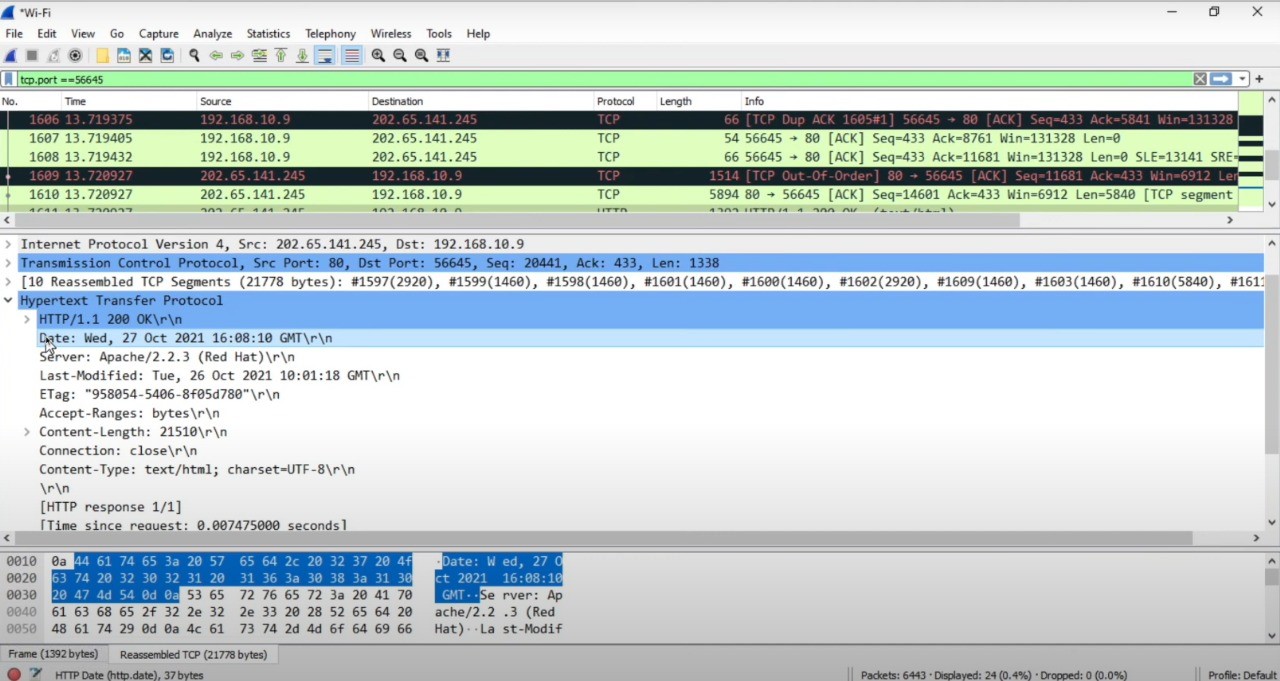 *Wi-Fi
File Edit View Go Capture Analyze Statistics Telephony Wireless Tools Help
tcp.port ==56645
No. Time Source Destination Protocol Length Info
1606 13.719375 192.168.10.9 202.65.141.245 TCP 66 [TCP Dup ACK 1605#1] 56645 → 80 [ACK] Seq=433 Ack=5841 Win=131328
1607 13.719405 192.168.10.9 202.65.141.245 TCP 54 56645 → 80 [ACK] Seq=433 Ack=8761 Win=131328 Len=0
1608 13.719432 192.168.10.9 202.65.141.245 TCP 66 56645 → 80 [ACK] Seq=433 Ack=11681 Win=131328 Len=0 SLE=13141 SRE=
1609 13.720927 202.65.141.245 192.168.10.9 TCP 1514 [TCP Out-Of-Order] 80 → 56645 [ACK] Seq=11681 Ack=433 Win=6912 Len
1610 13.720927 202.65.141.245 192.168.10.9 TCP 5894 80 → 56645 [ACK] Seq=14601 Ack=433 Win=6912 Len=5840 [TCP segment
1611 13.720927 202.65.141.245 192.168.10.9 HTTP 1392 HTTP/1.1 200 OK (text/html)
Internet Protocol Version 4, Src: 202.65.141.245, Dst: 192.168.10.9
Transmission Control Protocol, Src Port: 80, Dst Port: 56645, Seq: 20441, Ack: 433, Len: 1338
[10 Reassembled TCP Segments (21778 bytes): #1597(2920), #1599(1460), #1598(1460), #1601(1460), #1600(1460), #1602(2920), #1609(1460), #1603(1460), #1610(5840), #1611
Hypertext Transfer Protocol
HTTP/1.1 200 OK\r\n
Date: Wed, 27 Oct 2021 16:08:10 GMT\r\n
Server: Apache/2.2.3 (Red Hat)\r\n
Last-Modified: Tue, 26 Oct 2021 10:01:18 GMT\r\n
ETag: "958054-5406-8f05d780"\r\n
Accept-Ranges: bytes\r\n
Content-Length: 21510\r\n
Connection: close\r\n
Content-Type: text/html; charset=UTF-8\r\n
\r\n
[HTTP response 1/1]
[Time since request: 0.007475000 seconds]
0010 0a 44 61 74 65 3a 20 57 65 64 2c 20 32 37 20 4f ·Date: W ed, 27 O
0020 63 74 20 32 30 32 31 20 31 36 3a 30 38 3a 31 30 ct 2021 16:08:10
0030 20 47 4d 54 0d 0a 53 65 72 76 65 72 3a 20 41 70 GMT··Se rver: Ap
0040 61 63 68 65 2f 32 2e 32 2e 33 20 28 52 65 64 20 ache/2.2 .3 (Red
0050 48 61 74 29 0d 0a 4c 61 73 74 2d 4d 6f 64 69 66 Hat)··La st-Modif
Frame (1392 bytes) Reassembled TCP (21778 bytes)
HTTP Date (http.date), 37 bytes Packets: 6443 · Displayed: 24 (0.4%) · Dropped: 0 (0.0%) Profile: Default